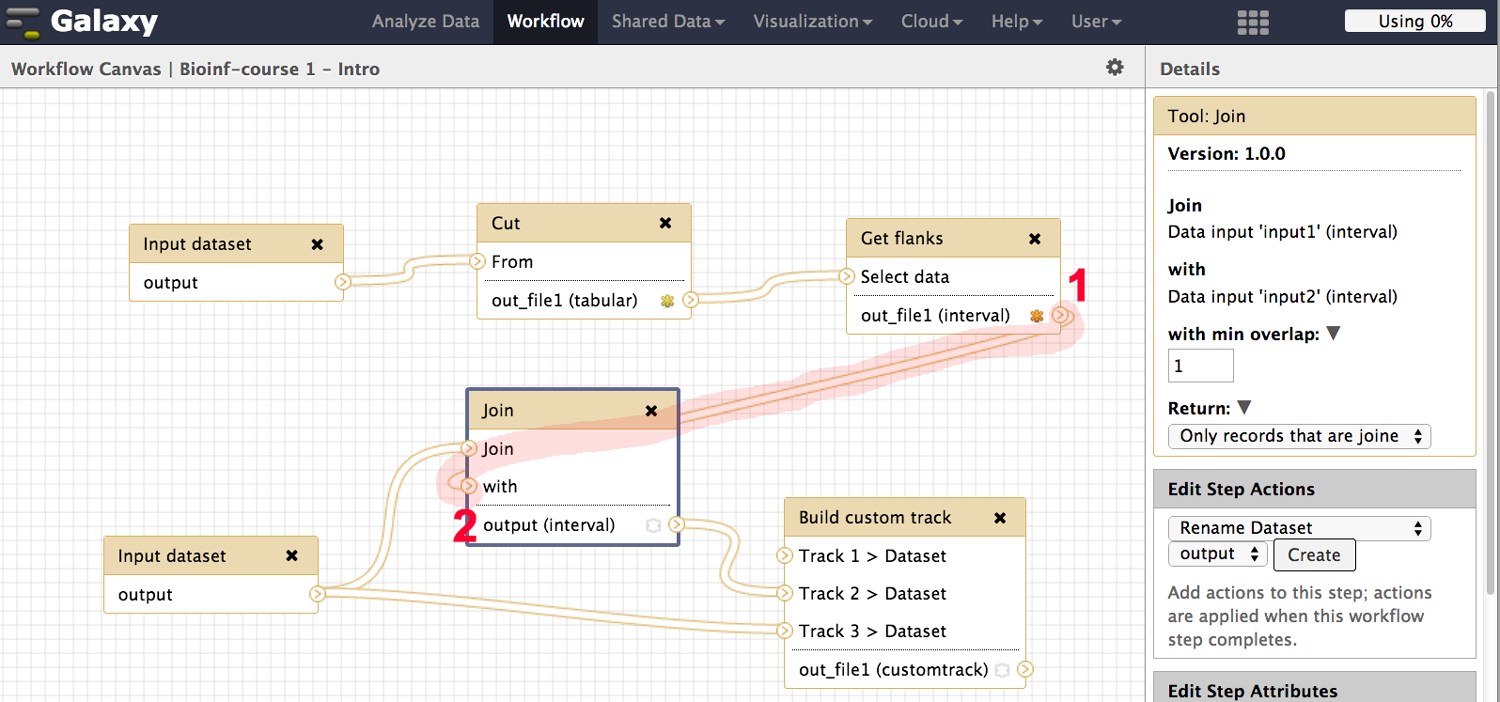 Galaxy
Analyze Data Workflow Shared Data Visualization Cloud Help User
Using 0%
Workflow Canvas | Bioinf-course 1 - Intro
Input dataset
output
Cut
From
out_file1 (tabular)
Get flanks
Select data
out_file1 (interval)
1
Join
Join
with
output (interval)
2
Input dataset
output
Build custom track
Track 1 > Dataset
Track 2 > Dataset
Track 3 > Dataset
out_file1 (customtrack)
Details
Tool: Join
Version: 1.0.0
Join
Data input 'input1' (interval)
with
Data input 'input2' (interval)
with min overlap:
1
Return:
Only records that are joine
Edit Step Actions
Rename Dataset
output Create
Add actions to this step; actions
are applied when this workflow
step completes.
Edit Step Attributes